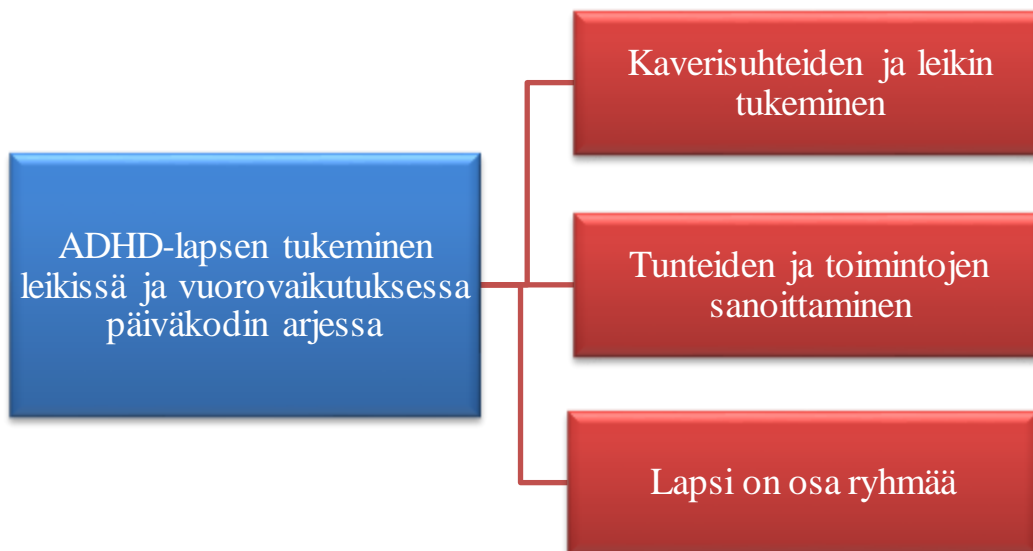 ADHD-lapsen tukeminen
leikissä ja vuorovaikutuksessa
päiväkodin arjessa
Kaverisuhteiden ja leikin
tukeminen
Tunteiden ja toimintojen
sanoittaminen
Lapsi on osa ryhmää